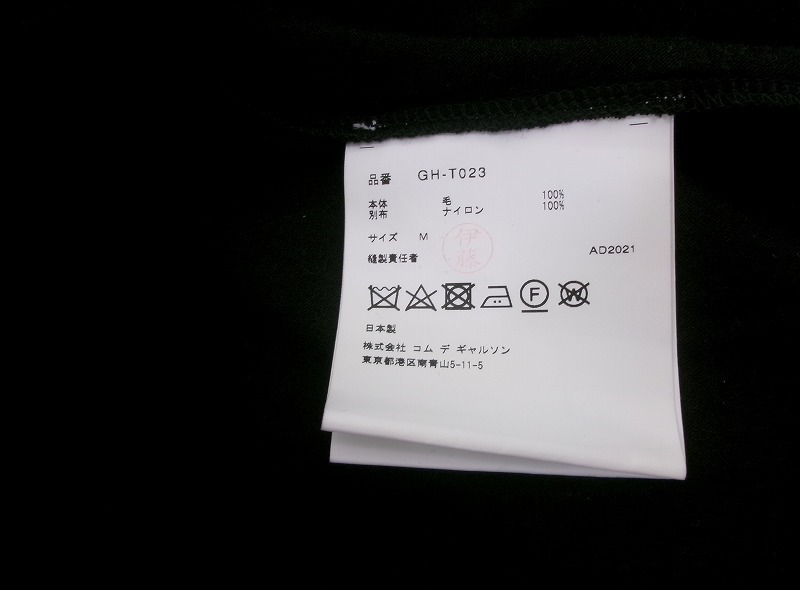 品番 GH-T023
本体 毛 100%
別布 ナイロン 100%
サイズ M
伊藤
縫製責任者 AD2021
F W
日本製
株式会社 コム デ ギャルソン
東京都港区南青山5-11-5